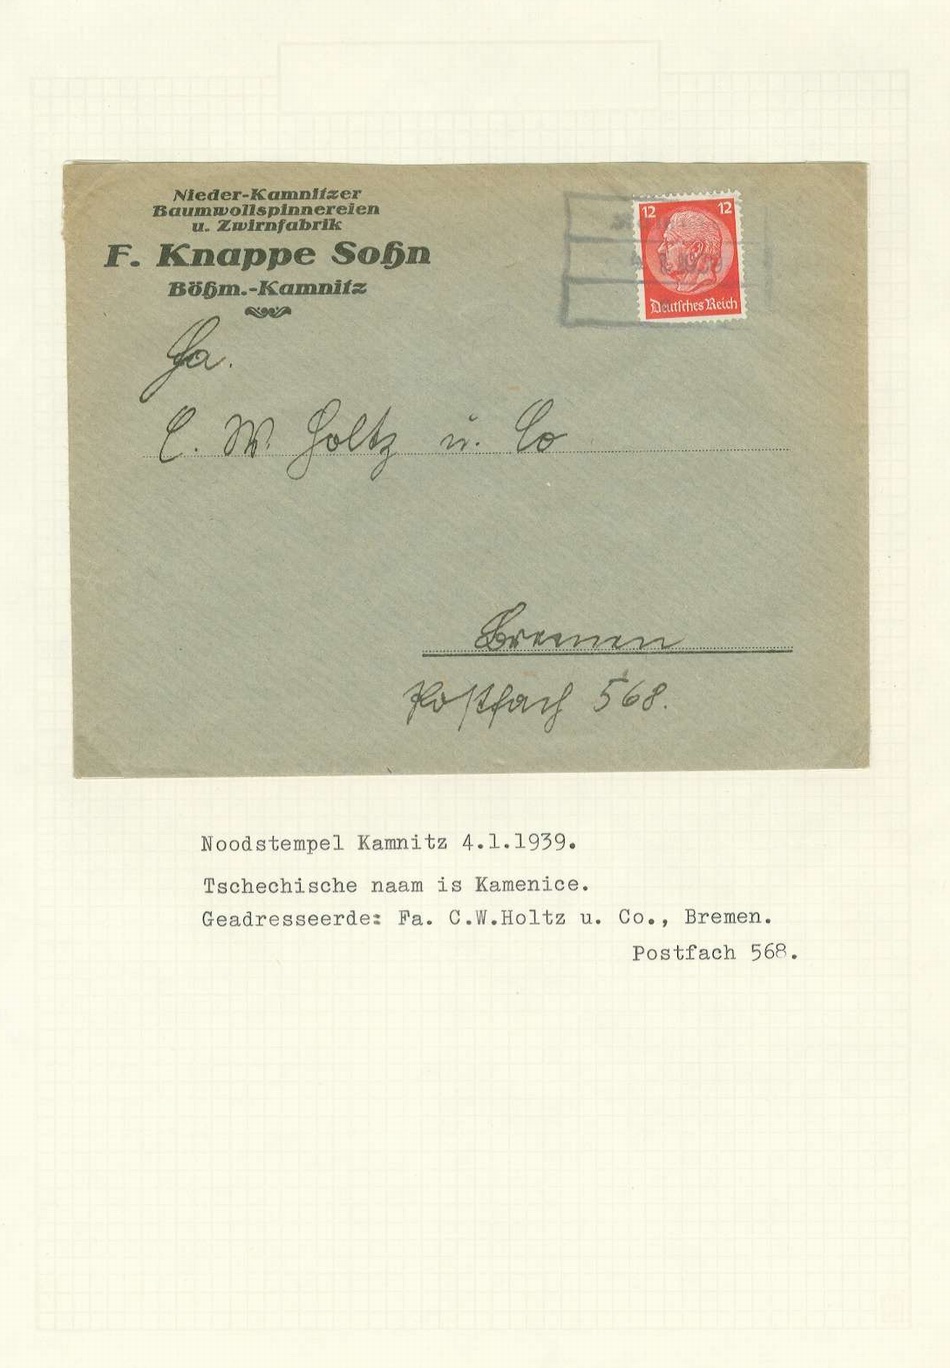 Nieder-Kamnitzer
Baumwollspinnereien
u. Zwirnfabrik
F. Knappe Sohn
Böhm.-Kamnitz
12 12
Deutsches Reich
Fa.
C. W. Holtz u. Co
Bremen
Postfach 568.
Noodstempel Kamnitz 4.1.1939.
Tschechische naam is Kamenice.
Geadresseerde: Fa. C.W.Holtz u. Co., Bremen.
Postfach 568.